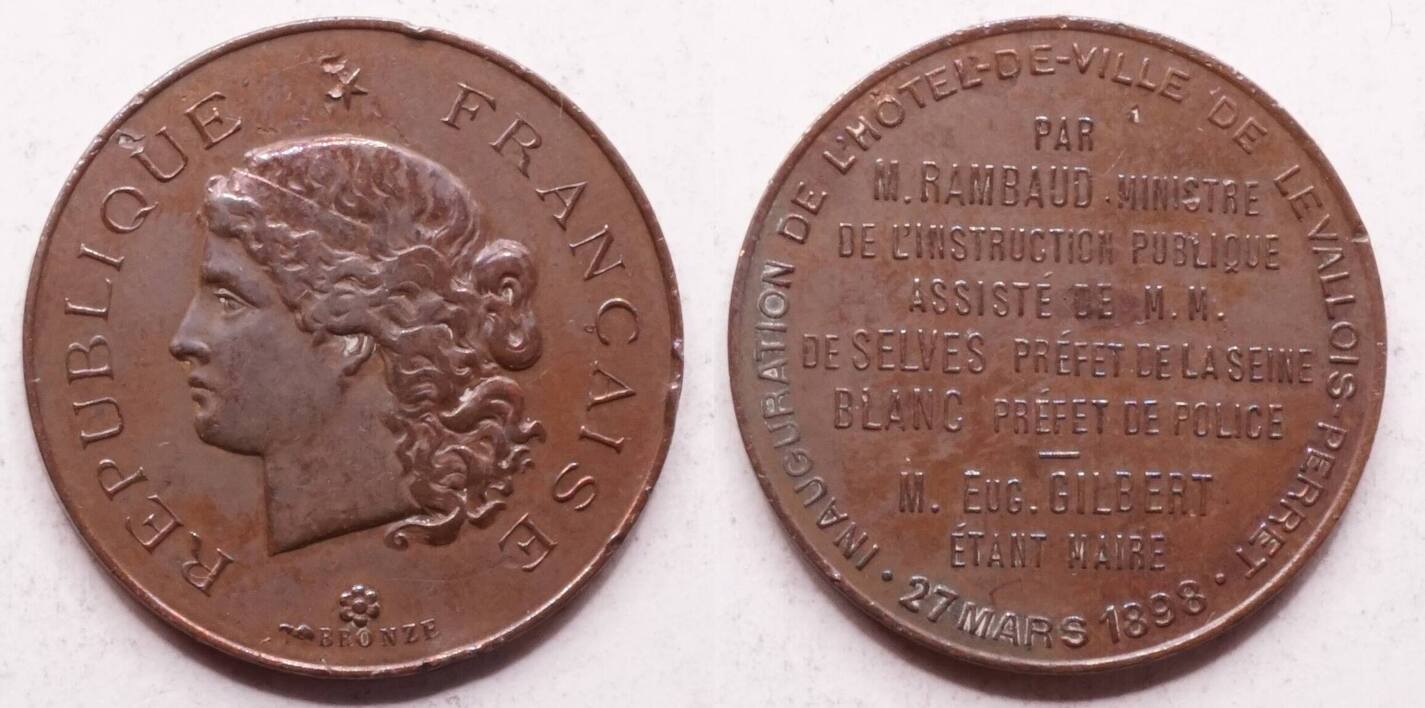 REPUBLIQUE FRANÇAISE
BRONZE
INAUGURATION DE L'HÔTEL-DE-VILLE DE LEVALLOIS-PERRET
PAR
M. RAMBAUD MINISTRE
DE L'INSTRUCTION PUBLIQUE
ASSISTÉ DE M.M.
DE SELVES PRÉFET DE LA SEINE
BLANC PRÉFET DE POLICE
M. EUG. GILBERT
ÉTANT MAIRE
27 MARS 1898